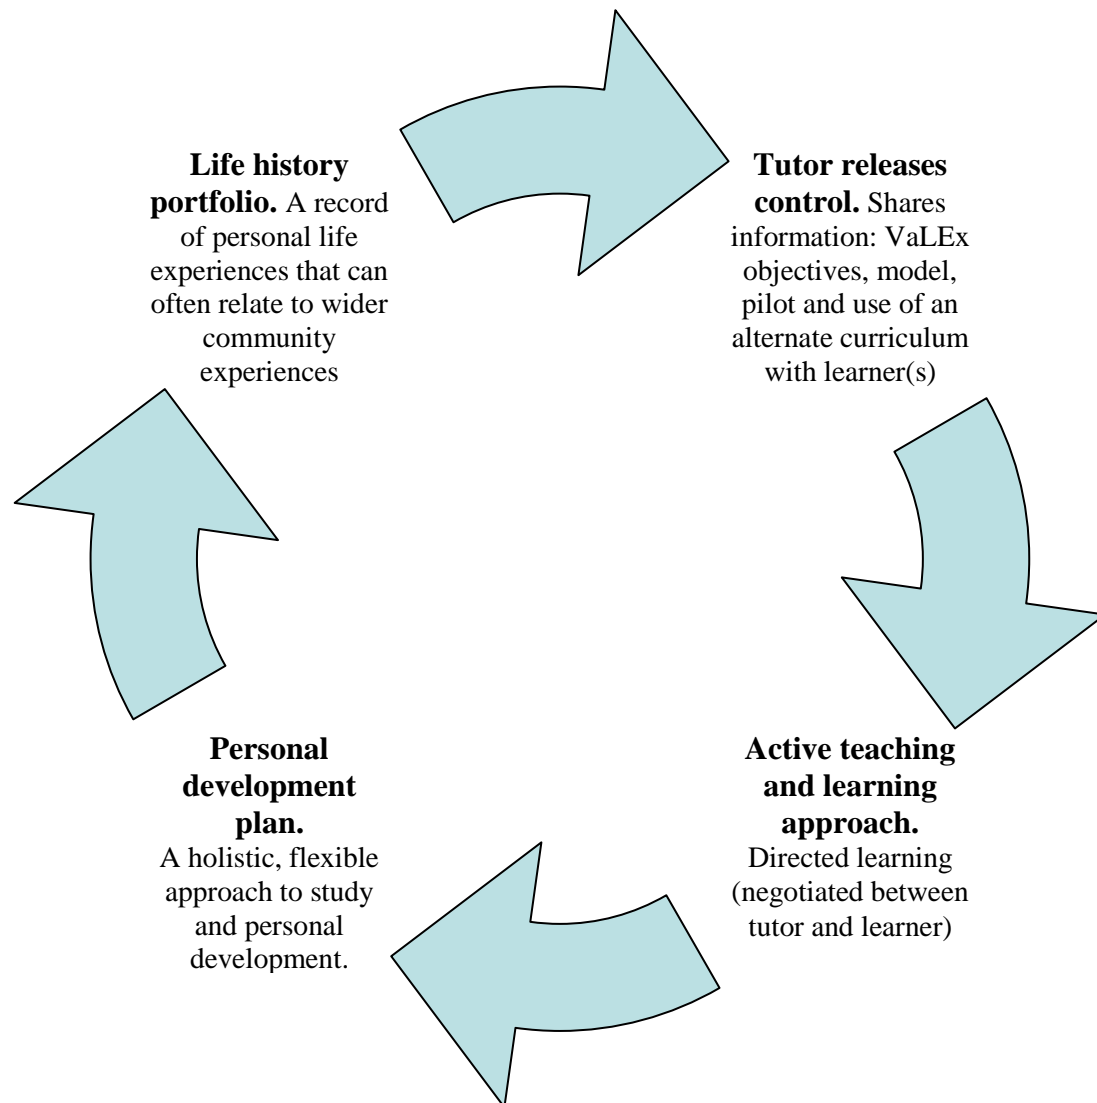 Life history
portfolio. A record
of personal life
experiences that can
often relate to wider
community
experiences
Tutor releases
control. Shares
information: VaLEx
objectives, model,
pilot and use of an
alternate curriculum
with learner(s)
Active teaching
and learning
approach.
Directed learning
(negotiated between
tutor and learner)
Personal
development
plan.
A holistic, flexible
approach to study
and personal
development.